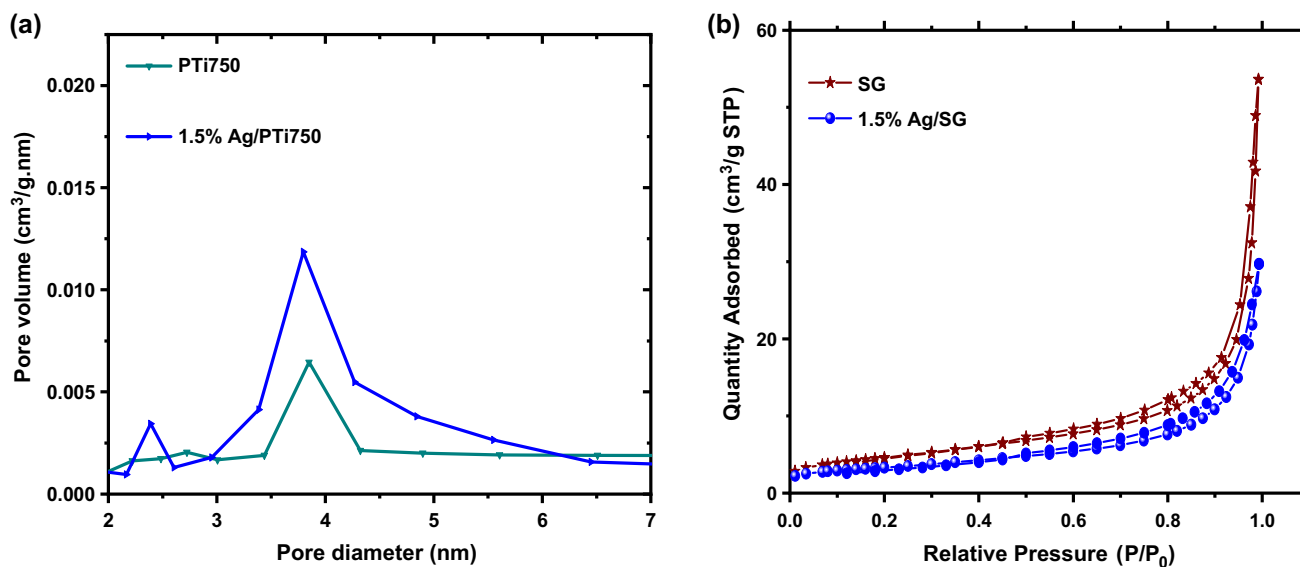 (a)
PTi750
1.5% Ag/PTi750
Pore volume (cm³/g.nm)
0.020
0.015
0.010
0.005
0.000
2 3 4 5 6 7
Pore diameter (nm)
(b)
SG
1.5% Ag/SG
Quantity Adsorbed (cm³/g STP)
60
40
20
0
0.0 0.2 0.4 0.6 0.8 1.0
Relative Pressure (P/P₀)